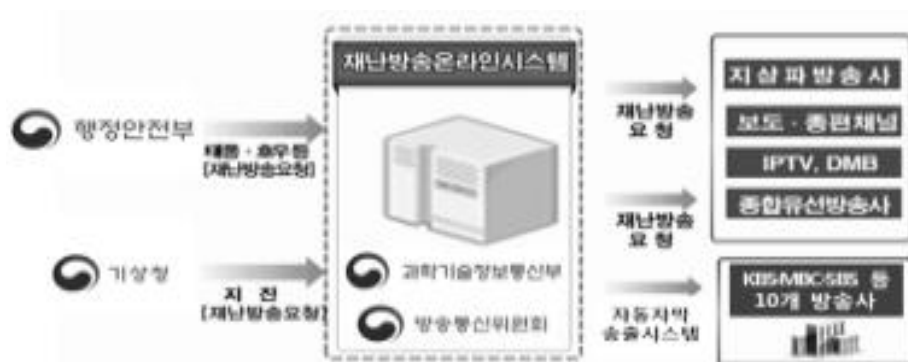 행정안전부
태풍 · 호우 등
[재난방송요청]
기상청
지 진
[재난방송요청]
재난방송온라인시스템
과학기술정보통신부
방송통신위원회
재난방송
요 청
재난방송
요 청
자동자막
송출시스템
지상파방송사
보도 · 종편채널
IPTV, DMB
종합유선방송사
KBS·MBC·SBS 등
10개 방송사